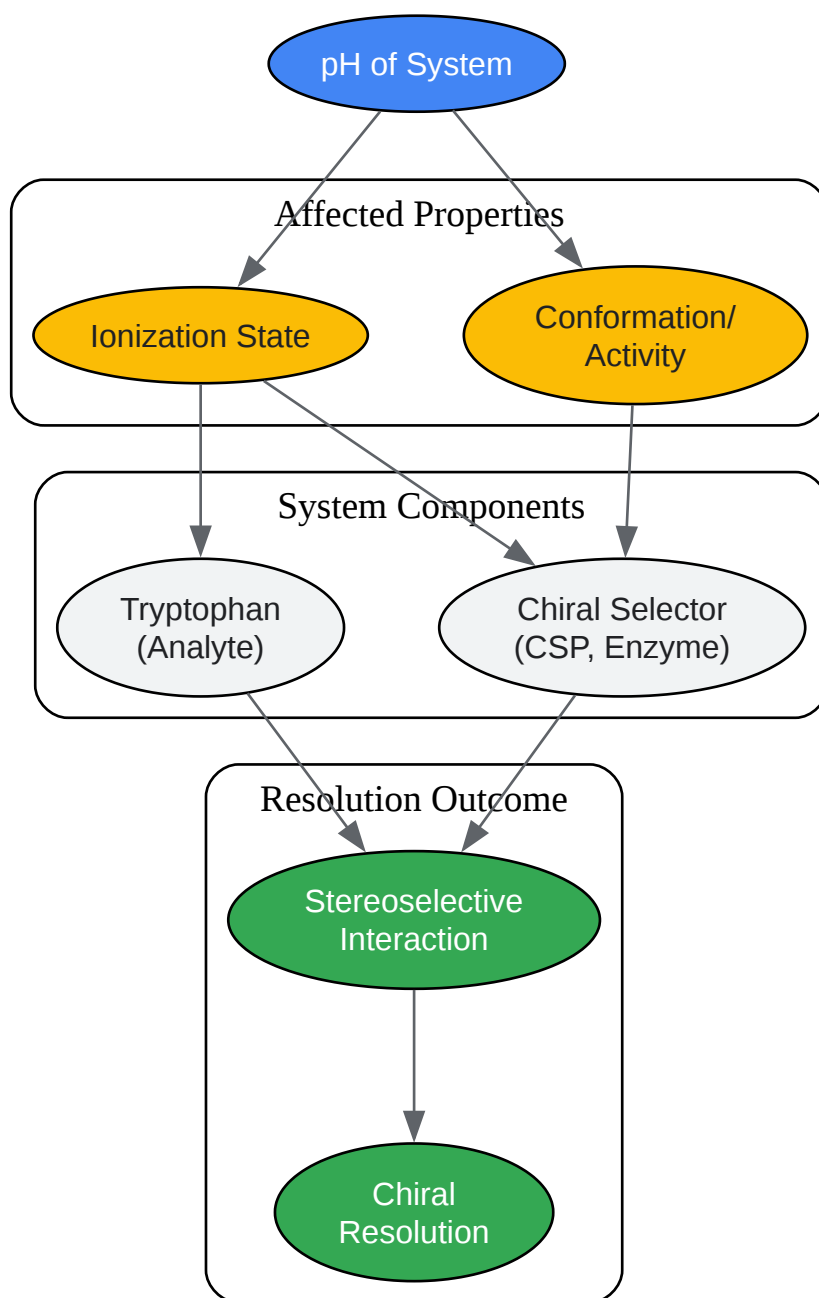 pH of System
Affected Properties
Ionization State
Conformation/
Activity
System Components
Tryptophan
(Analyte)
Chiral Selector
(CSP, Enzyme)
Resolution Outcome
Stereoselective
Interaction
Chiral
Resolution